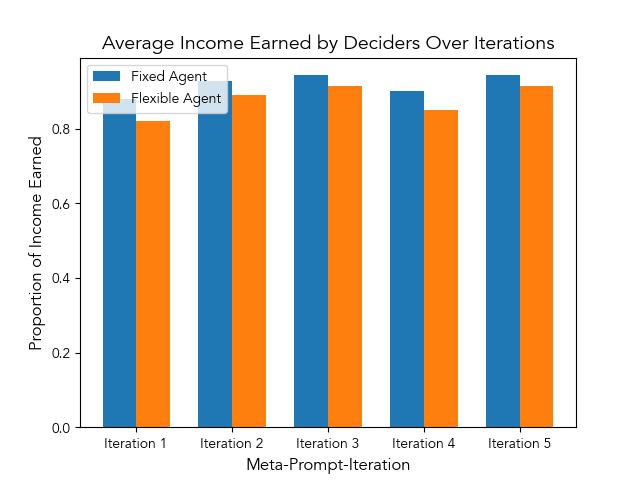 Average Income Earned by Deciders Over Iterations
Fixed Agent
Flexible Agent
Proportion of Income Earned
0.8
0.6
0.4
0.2
0.0
Iteration 1
Iteration 2
Iteration 3
Iteration 4
Iteration 5
Meta-Prompt-Iteration